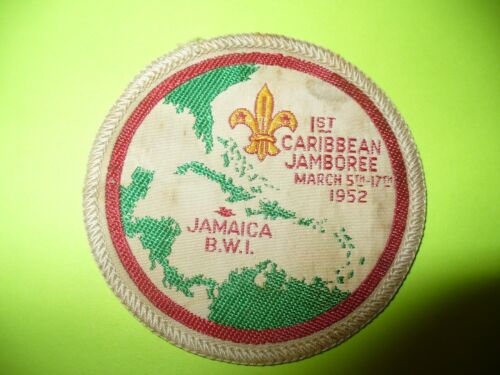 1ST
CARIBBEAN
JAMBOREE
MARCH 5TH-17TH
1952
JAMAICA
B.W.I.